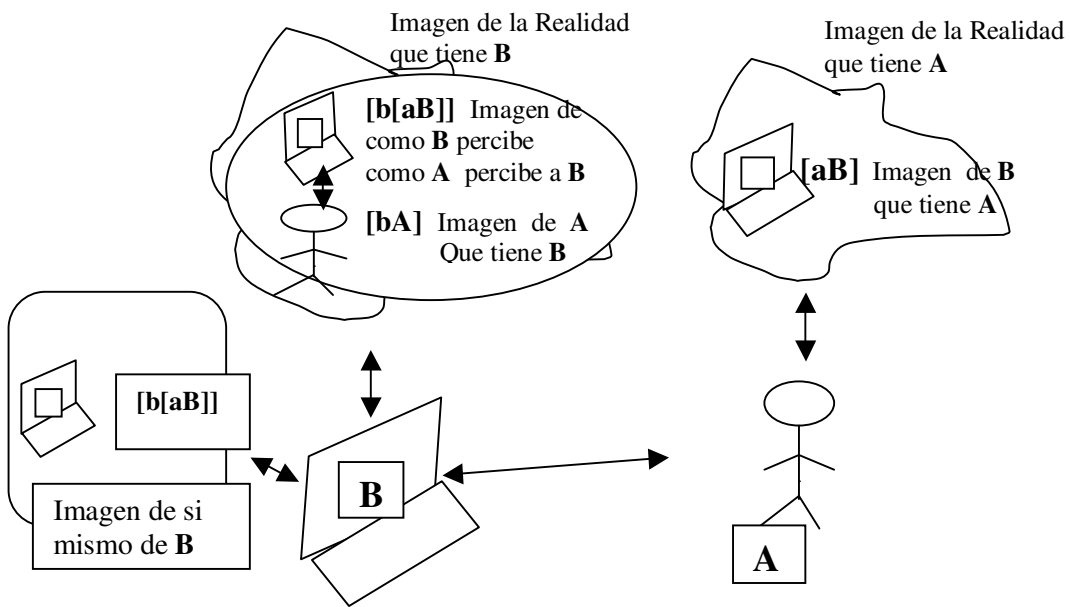 Imagen de la Realidad
que tiene B
[b[aB]] Imagen de
como B percibe
como A percibe a B
[bA] Imagen de A
Que tiene B
Imagen de la Realidad
que tiene A
[aB] Imagen de B
que tiene A
[b[aB]]
Imagen de si
mismo de B
B
A